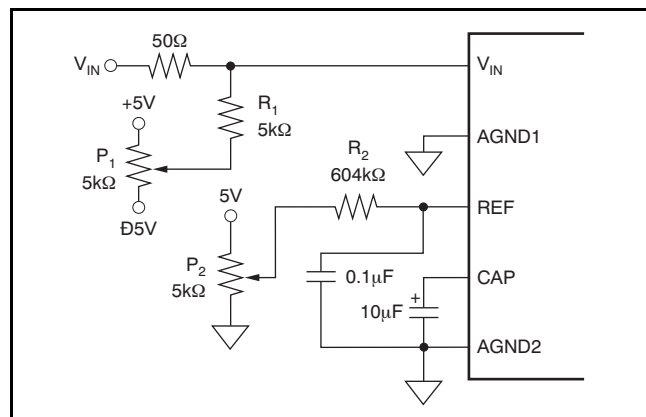 50Ω
V_IN
V_IN
+5V
R_1
5kΩ
AGND1
P_1
5kΩ
R_2
604kΩ
Ð5V
5V
REF
P_2
5kΩ
0.1μF
CAP
+
10μF
AGND2